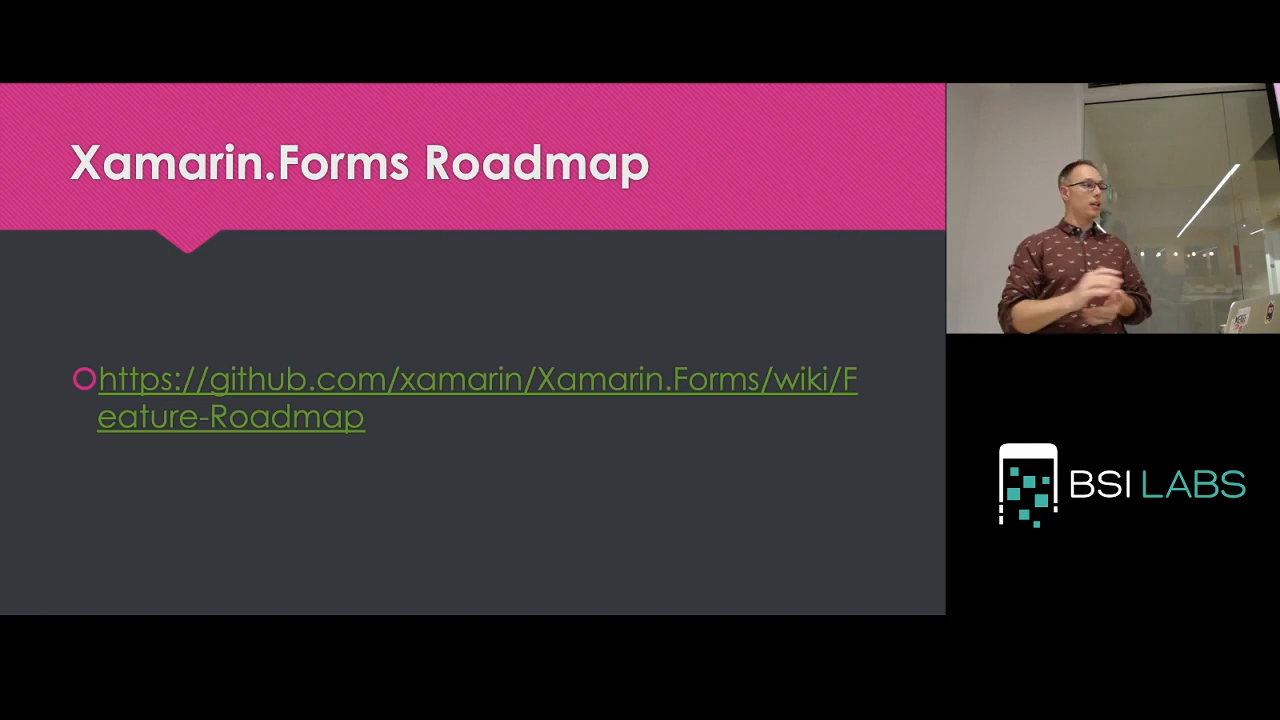 Xamarin.Forms Roadmap
https://github.com/xamarin/Xamarin.Forms/wiki/F
eature-Roadmap
BSI LABS